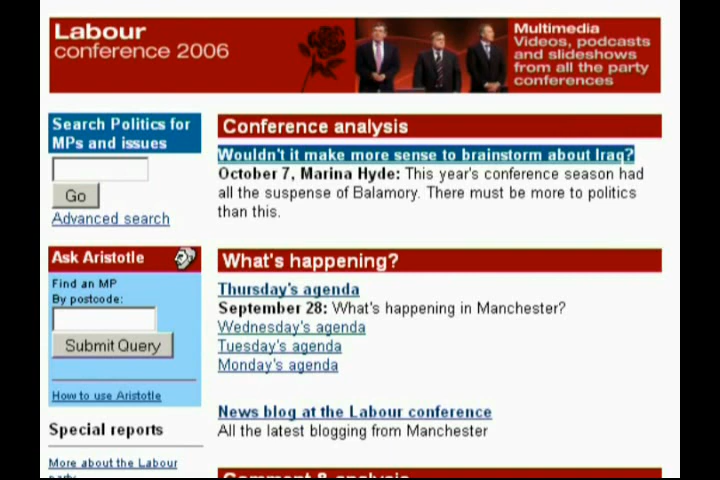 Labour
conference 2006
Multimedia
Videos, podcasts
and slideshows
from all the party
conferences
Search Politics for
MPs and issues
Go
Advanced search
Ask Aristotle
Find an MP
By postcode:
Submit Query
How to use Aristotle
Special reports
More about the Labour
party
Conference analysis
Wouldn't it make more sense to brainstorm about Iraq?
October 7, Marina Hyde: This year's conference season had
all the suspense of Balamory. There must be more to politics
than this.
What's happening?
Thursday's agenda
September 28: What's happening in Manchester?
Wednesday's agenda
Tuesday's agenda
Monday's agenda
News blog at the Labour conference
All the latest blogging from Manchester
Comment & analysis